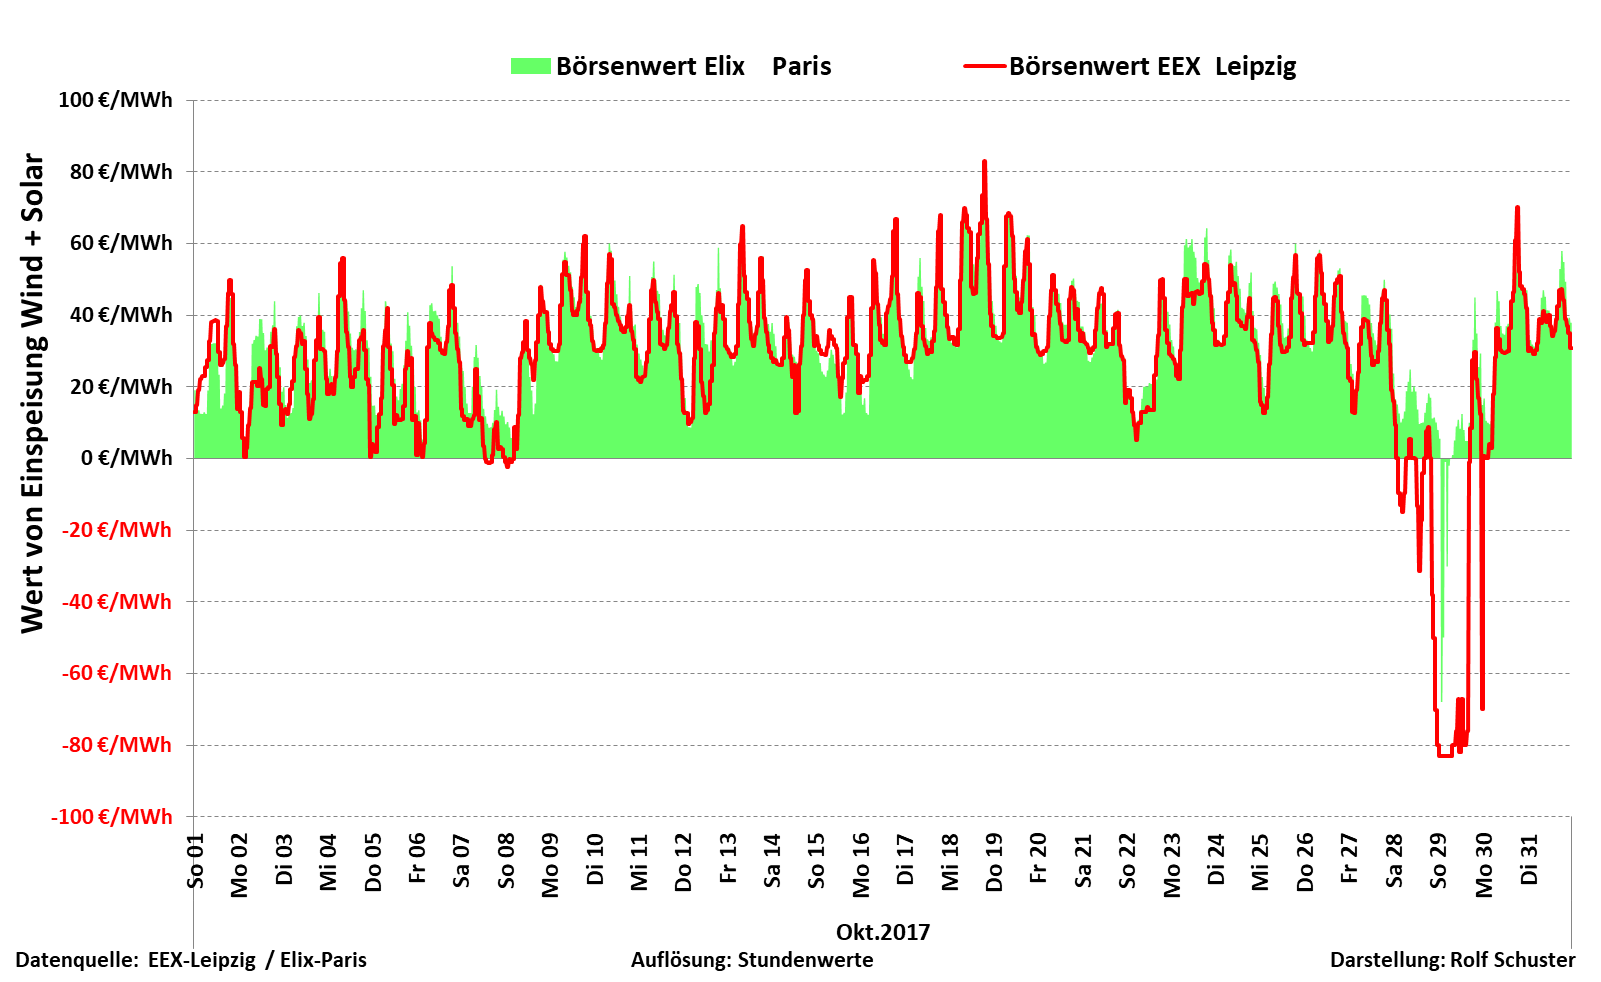 Börsenwert Elix Paris
Börsenwert EEX Leipzig
Wert von Einspeisung Wind + Solar
100 €/MWh
80 €/MWh
60 €/MWh
40 €/MWh
20 €/MWh
0 €/MWh
-20 €/MWh
-40 €/MWh
-60 €/MWh
-80 €/MWh
-100 €/MWh
So 01
Mo 02
Di 03
Mi 04
Do 05
Fr 06
Sa 07
So 08
Mo 09
Di 10
Mi 11
Do 12
Fr 13
Sa 14
So 15
Mo 16
Di 17
Mi 18
Do 19
Fr 20
Sa 21
So 22
Mo 23
Di 24
Mi 25
Do 26
Fr 27
Sa 28
So 29
Mo 30
Di 31
Okt.2017
Datenquelle: EEX-Leipzig / Elix-Paris
Auflösung: Stundenwerte
Darstellung: Rolf Schuster